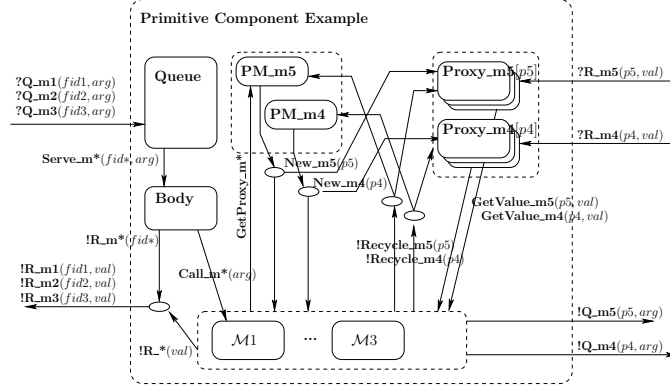 Primitive Component Example
Queue
PM_m5
PM_m4
Proxy_m5[p5]
Proxy_m4[p4]
?Q_m1(fid1, arg)
?Q_m2(fid2, arg)
?Q_m3(fid3, arg)
?R_m5(p5, val)
?R_m4(p4, val)
Serve_m*(fid*, arg)
New_m5(p5)
New_m4(p4)
GetProxy_m*
Body
GetValue_m5(p5, val)
GetValue_m4(p4, val)
!R_m*(fid*)
!Recycle_m5(p5)
!Recycle_m4(p4)
Call_m*(arg)
!R_m1(fid1, val)
!R_m2(fid2, val)
!R_m3(fid3, val)
!R_*(val)
M1
...
M3
!Q_m5(p5, arg)
!Q_m4(p4, arg)